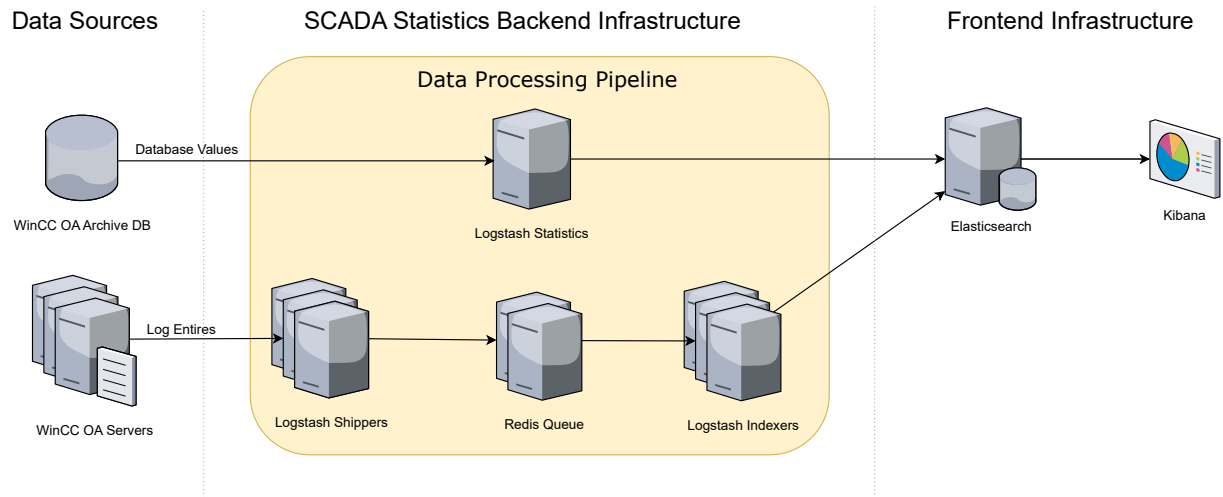 Data Sources
SCADA Statistics Backend Infrastructure
Frontend Infrastructure
Data Processing Pipeline
Database Values
WinCC OA Archive DB
Logstash Statistics
Elasticsearch
Kibana
Log Entires
WinCC OA Servers
Logstash Shippers
Redis Queue
Logstash Indexers